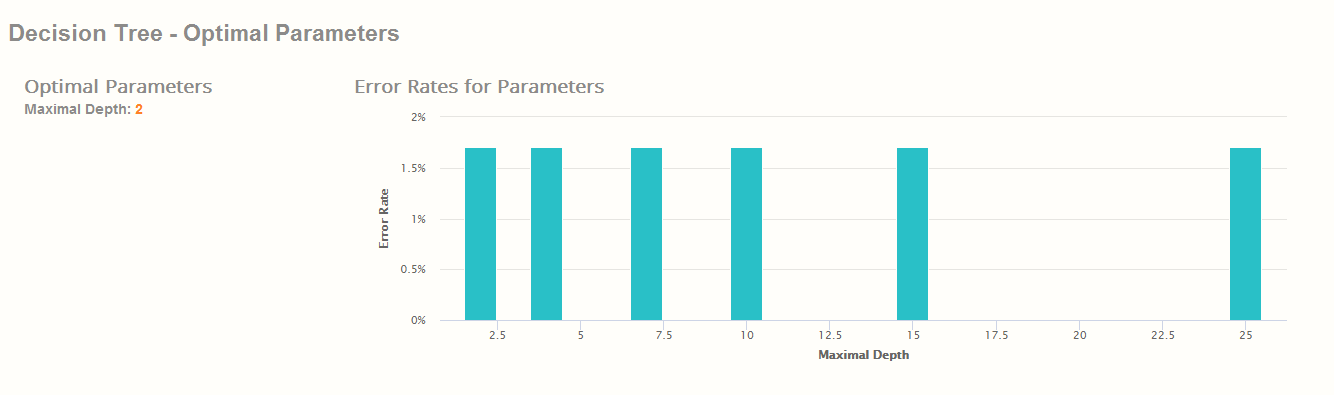 Decision Tree - Optimal Parameters
Optimal Parameters
Maximal Depth: 2
Error Rates for Parameters
2%
1.5%
1%
0.5%
0%
Error Rate
2.5 5 7.5 10 12.5 15 17.5 20 22.5 25
Maximal Depth